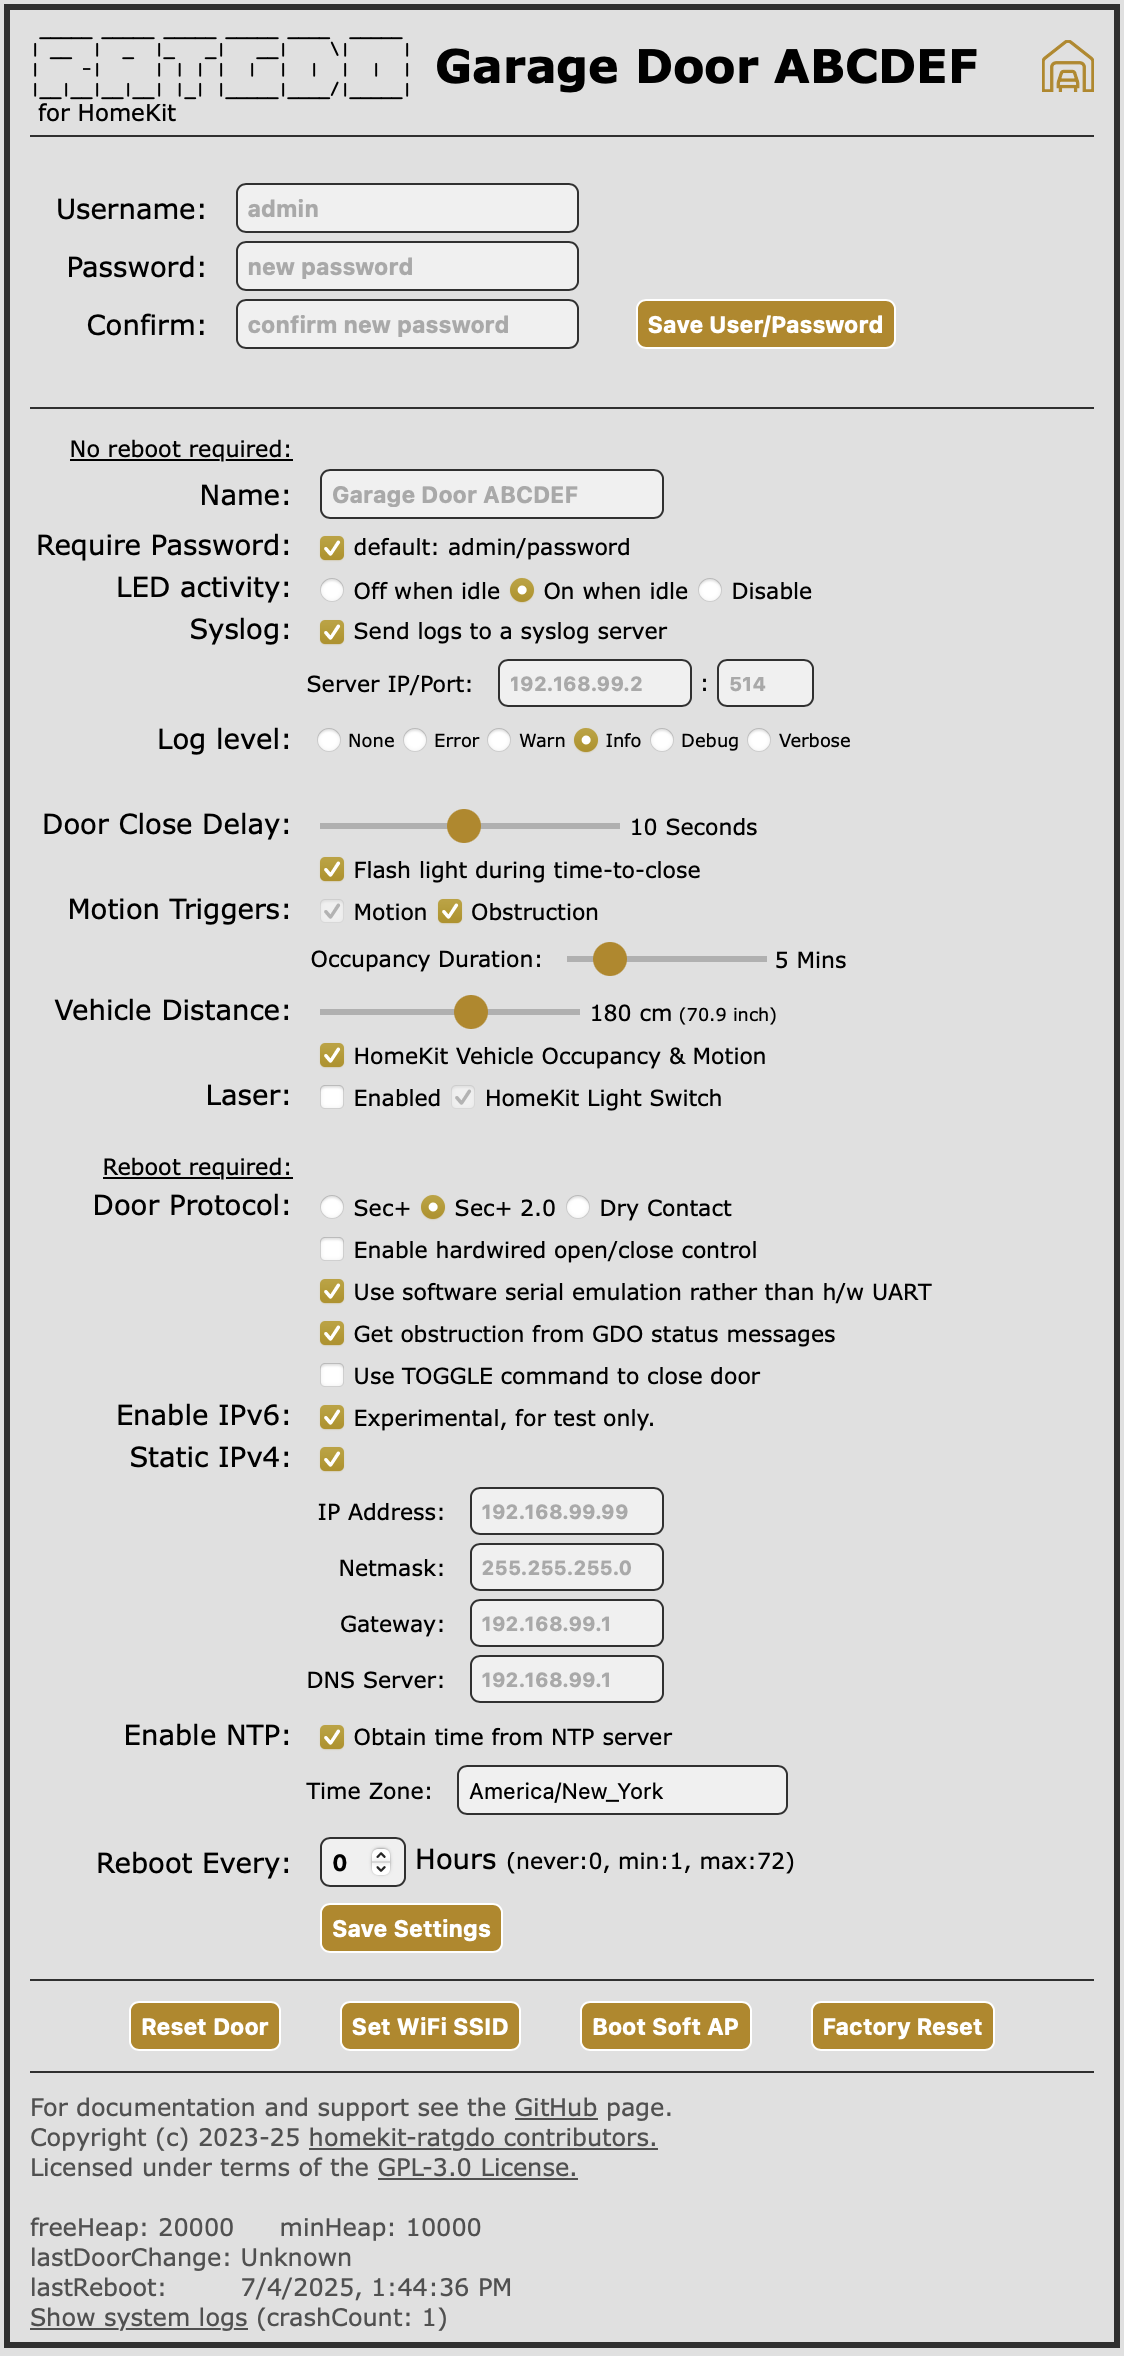 RATGDO
Garage Door ABCDEF
for HomeKit
Username: admin
Password: new password
Confirm: confirm new password Save User/Password
No reboot required:
Name: Garage Door ABCDEF
Require Password: default: admin/password
LED activity: Off when idle On when idle Disable
Syslog: Send logs to a syslog server
Server IP/Port: 192.168.99.2 : 514
Log level: None Error Warn Info Debug Verbose
Door Close Delay: 10 Seconds
Flash light during time-to-close
Motion Triggers: Motion Obstruction
Occupancy Duration: 5 Mins
Vehicle Distance: 180 cm (70.9 inch)
HomeKit Vehicle Occupancy & Motion
Laser: Enabled HomeKit Light Switch
Reboot required:
Door Protocol: Sec+ Sec+ 2.0 Dry Contact
Enable hardwired open/close control
Use software serial emulation rather than h/w UART
Get obstruction from GDO status messages
Use TOGGLE command to close door
Enable IPv6: Experimental, for test only.
Static IPv4:
IP Address: 192.168.99.99
Netmask: 255.255.255.0
Gateway: 192.168.99.1
DNS Server: 192.168.99.1
Enable NTP: Obtain time from NTP server
Time Zone: America/New_York
Reboot Every: 0 Hours (never:0, min:1, max:72)
Save Settings
Reset Door Set WiFi SSID Boot Soft AP Factory Reset
For documentation and support see the GitHub page.
Copyright (c) 2023-25 homekit-ratgdo contributors.
Licensed under terms of the GPL-3.0 License.
freeHeap: 20000 minHeap: 10000
lastDoorChange: Unknown
lastReboot: 7/4/2025, 1:44:36 PM
Show system logs (crashCount: 1)